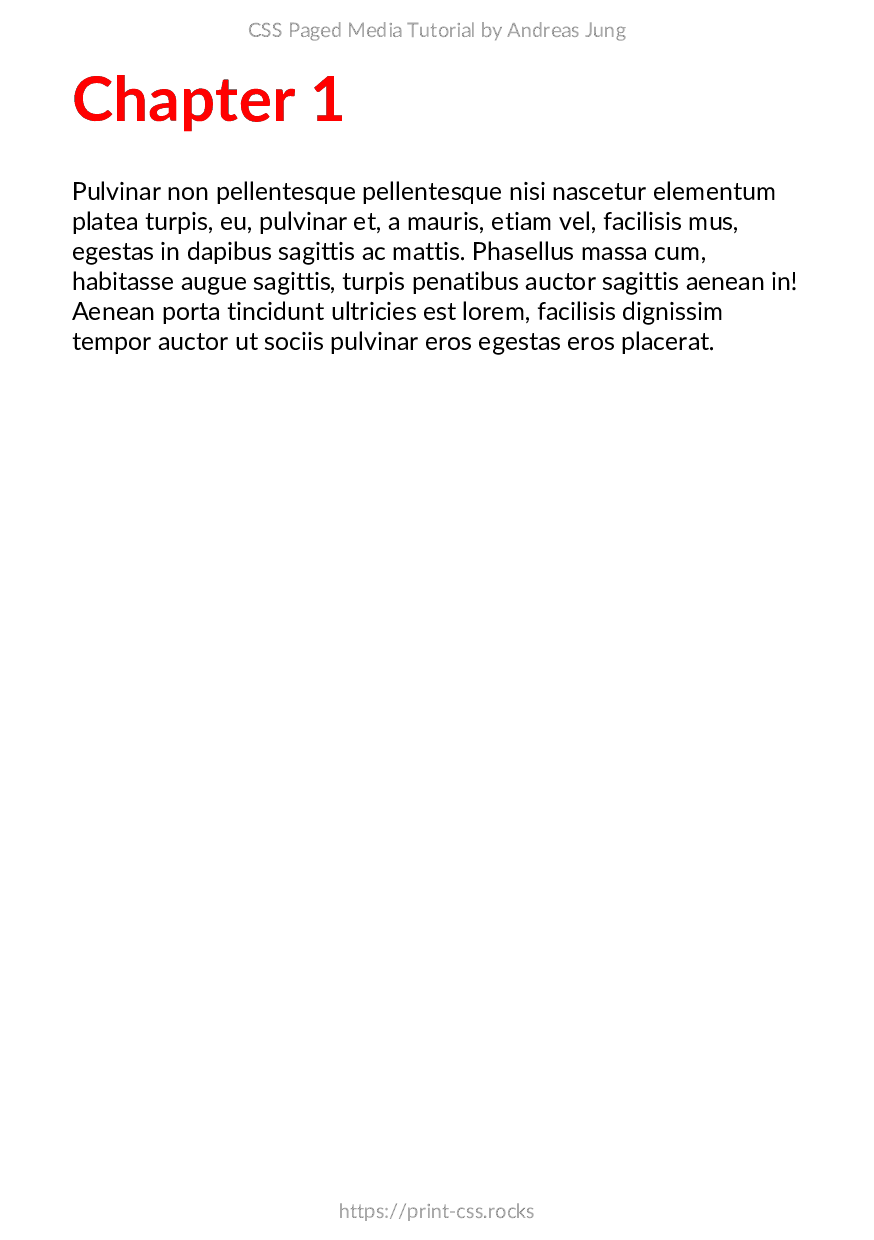 CSS Paged Media Tutorial by Andreas Jung
Chapter 1
Pulvinar non pellentesque pellentesque nisi nascetur elementum
platea turpis, eu, pulvinar et, a mauris, etiam vel, facilisis mus,
egestas in dapibus sagittis ac mattis. Phasellus massa cum,
habitasse augue sagittis, turpis penatibus auctor sagittis aenean in!
Aenean porta tincidunt ultricies est lorem, facilisis dignissim
tempor auctor ut sociis pulvinar eros egestas eros placerat.
https://print-css.rocks